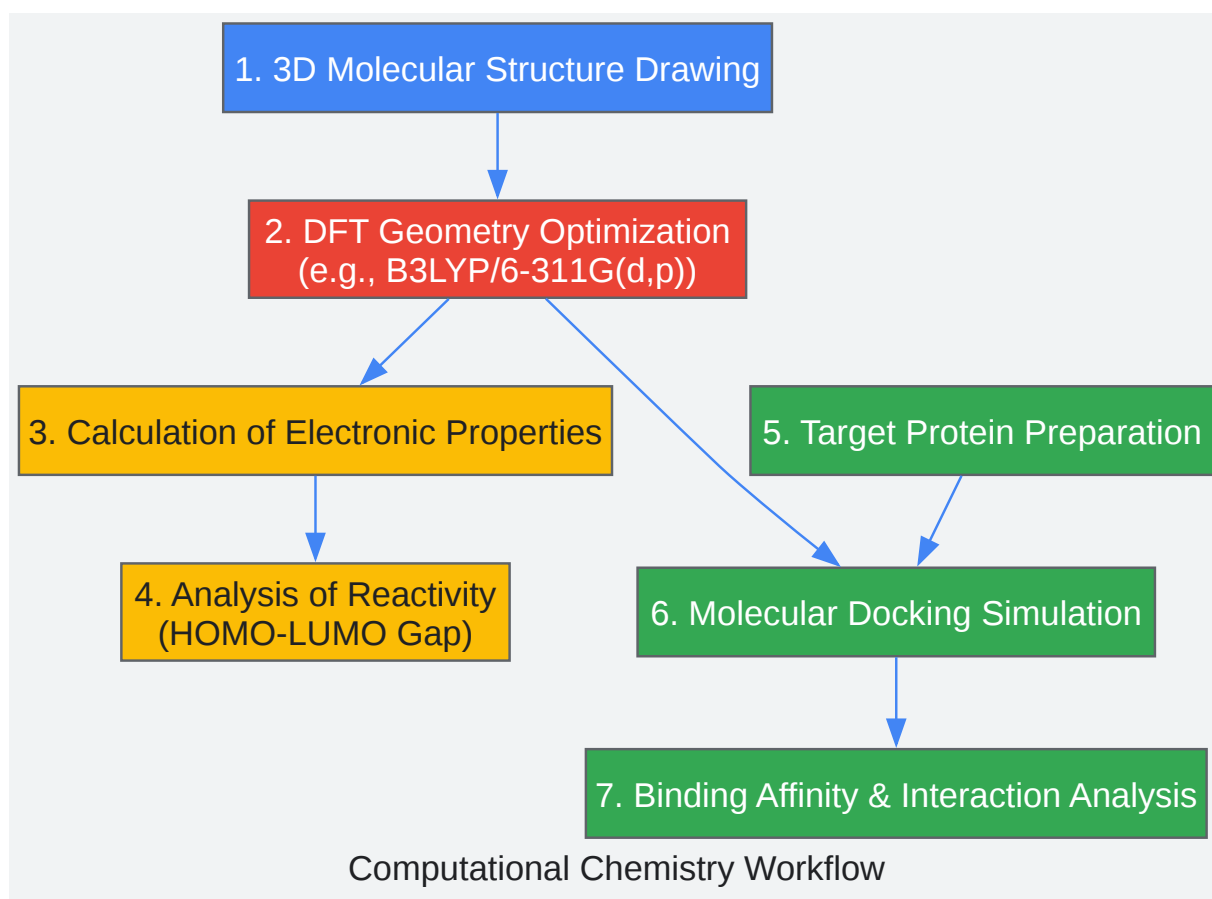 1. 3D Molecular Structure Drawing
2. DFT Geometry Optimization
(e.g., B3LYP/6-311G(d,p))
3. Calculation of Electronic Properties
5. Target Protein Preparation
4. Analysis of Reactivity
(HOMO-LUMO Gap)
6. Molecular Docking Simulation
7. Binding Affinity & Interaction Analysis
Computational Chemistry Workflow